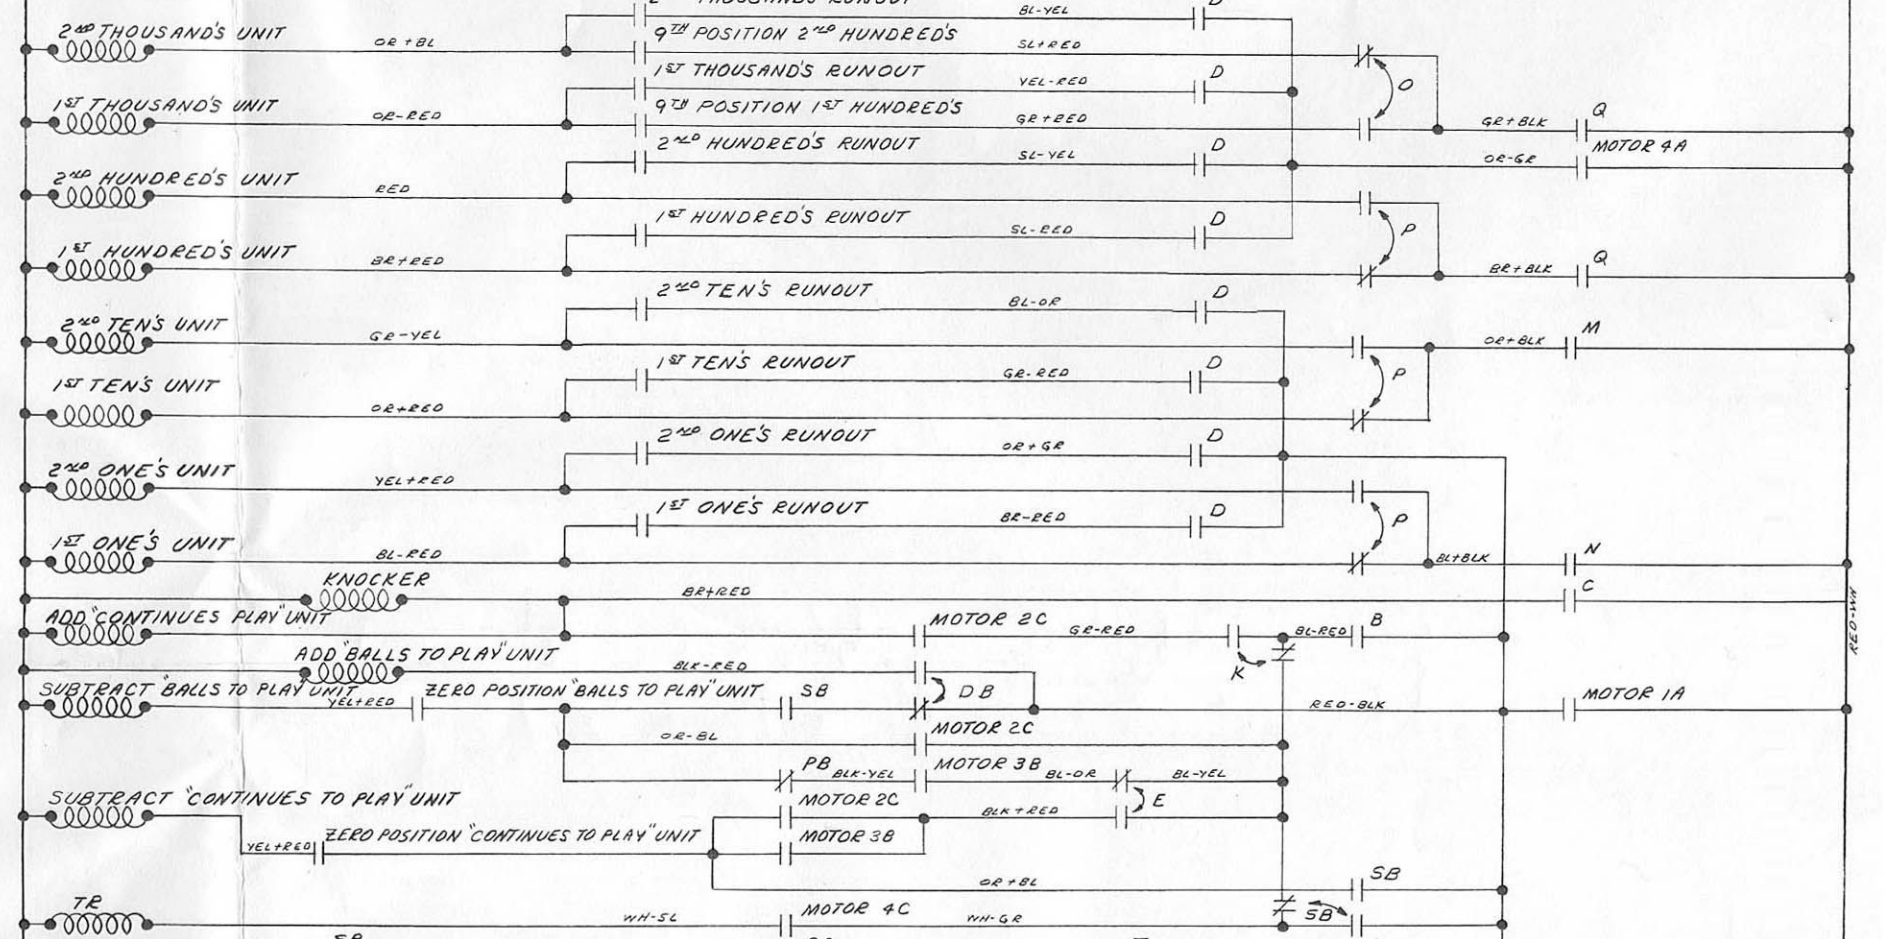 2ND THOUSAND'S RUNOUT
BL-YEL
D
2ND THOUSAND'S UNIT
OR+BL
9TH POSITION 2ND HUNDRED'S
SL+RED
1ST THOUSAND'S RUNOUT
YEL-RED
D
O
1ST THOUSAND'S UNIT
OR-RED
9TH POSITION 1ST HUNDRED'S
GR+RED
GR+BLK
Q
2ND HUNDRED'S RUNOUT
SL-YEL
D
OR-GR
MOTOR 4A
2ND HUNDRED'S UNIT
RED
1ST HUNDRED'S RUNOUT
SL-RED
D
P
1ST HUNDRED'S UNIT
BR+RED
BR+BLK
Q
2ND TEN'S RUNOUT
BL-OR
D
2ND TEN'S UNIT
GR-YEL
OR+BLK
M
1ST TEN'S RUNOUT
GR-RED
D
P
1ST TEN'S UNIT
OR+RED
2ND ONE'S RUNOUT
OR+GR
D
2ND ONE'S UNIT
YEL+RED
1ST ONE'S RUNOUT
BR-RED
D
P
1ST ONE'S UNIT
BL-RED
BL+BLK
N
KNOCKER
BR+RED
C
RED-WH
ADD "CONTINUES PLAY" UNIT
MOTOR 2C
GR-RED
BL-RED
B
K
ADD "BALLS TO PLAY" UNIT
BLK-RED
DB
SUBTRACT "BALLS TO PLAY" UNIT
YEL+RED
ZERO POSITION "BALLS TO PLAY" UNIT
SB
RED-BLK
MOTOR 1A
OR-BL
MOTOR 2C
PB
BLK-YEL
MOTOR 3B
BL-OR
BL-YEL
E
SUBTRACT "CONTINUES TO PLAY" UNIT
MOTOR 2C
BLK+RED
YEL+RED
ZERO POSITION "CONTINUES TO PLAY" UNIT
MOTOR 3B
OR+BL
SB
TR
WH-SL
MOTOR 4C
WH-GR
SB